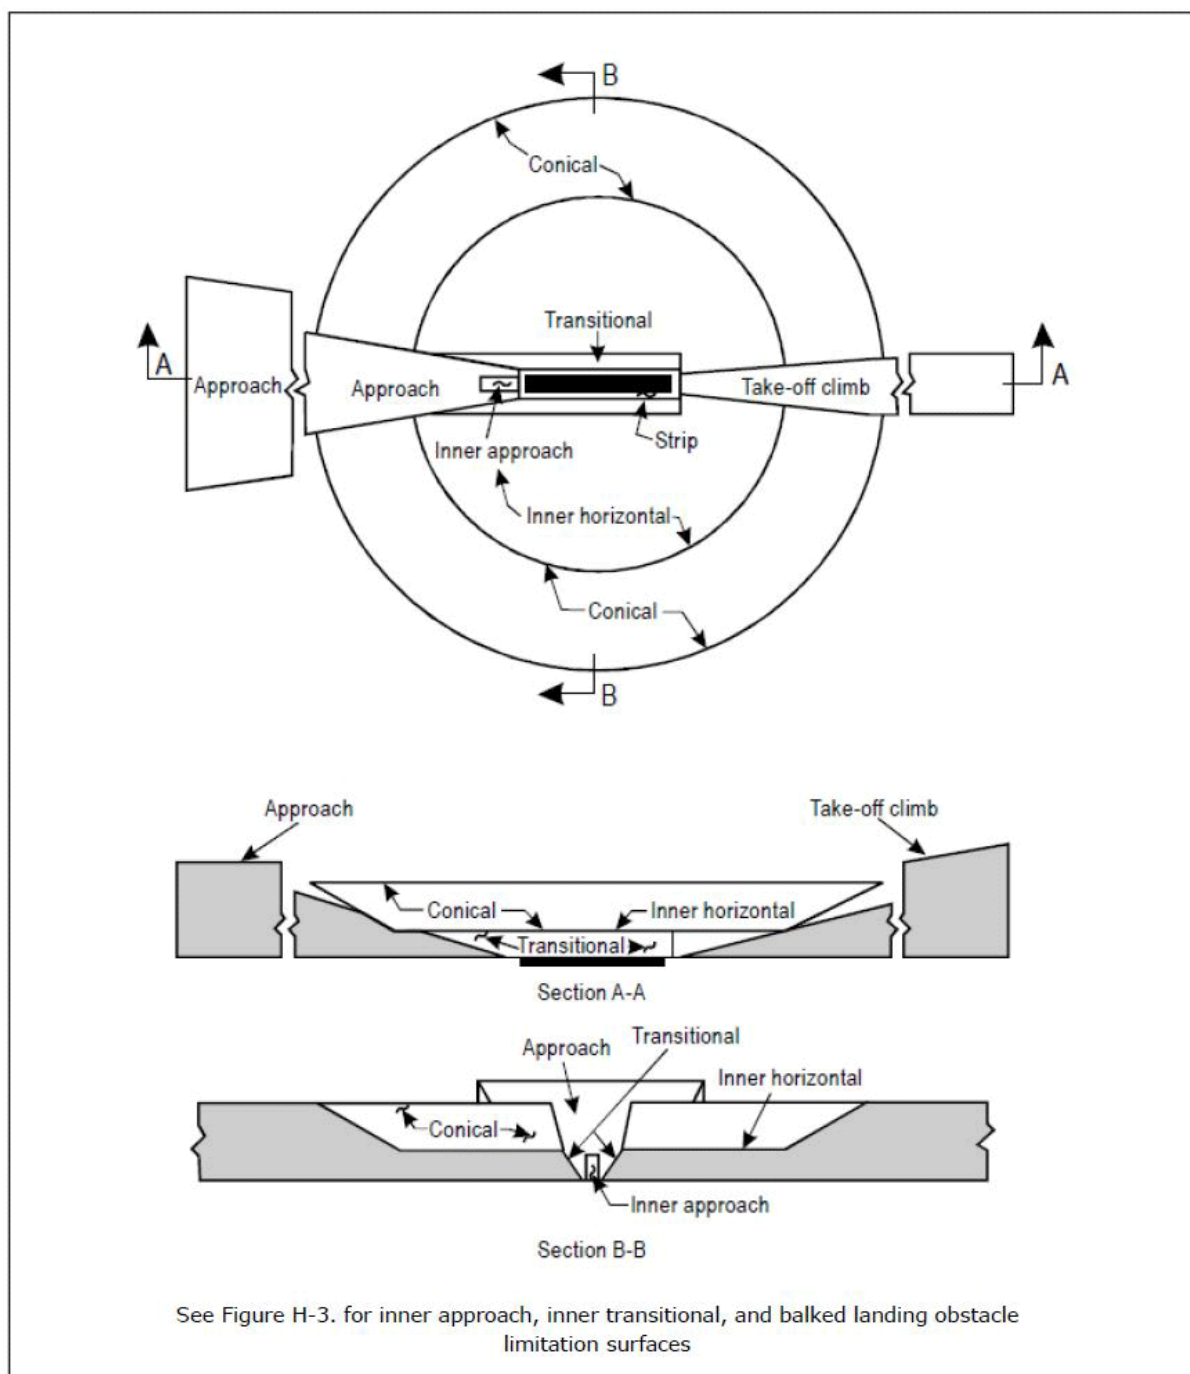 B
Conical
Transitional
A
Approach
Approach
Take-off climb
A
Inner approach
Strip
Inner horizontal
Conical
B
Approach
Take-off climb
Conical
Inner horizontal
Transitional
Section A-A
Transitional
Approach
Inner horizontal
Conical
Inner approach
Section B-B
See Figure H-3. for inner approach, inner transitional, and balked landing obstacle
limitation surfaces